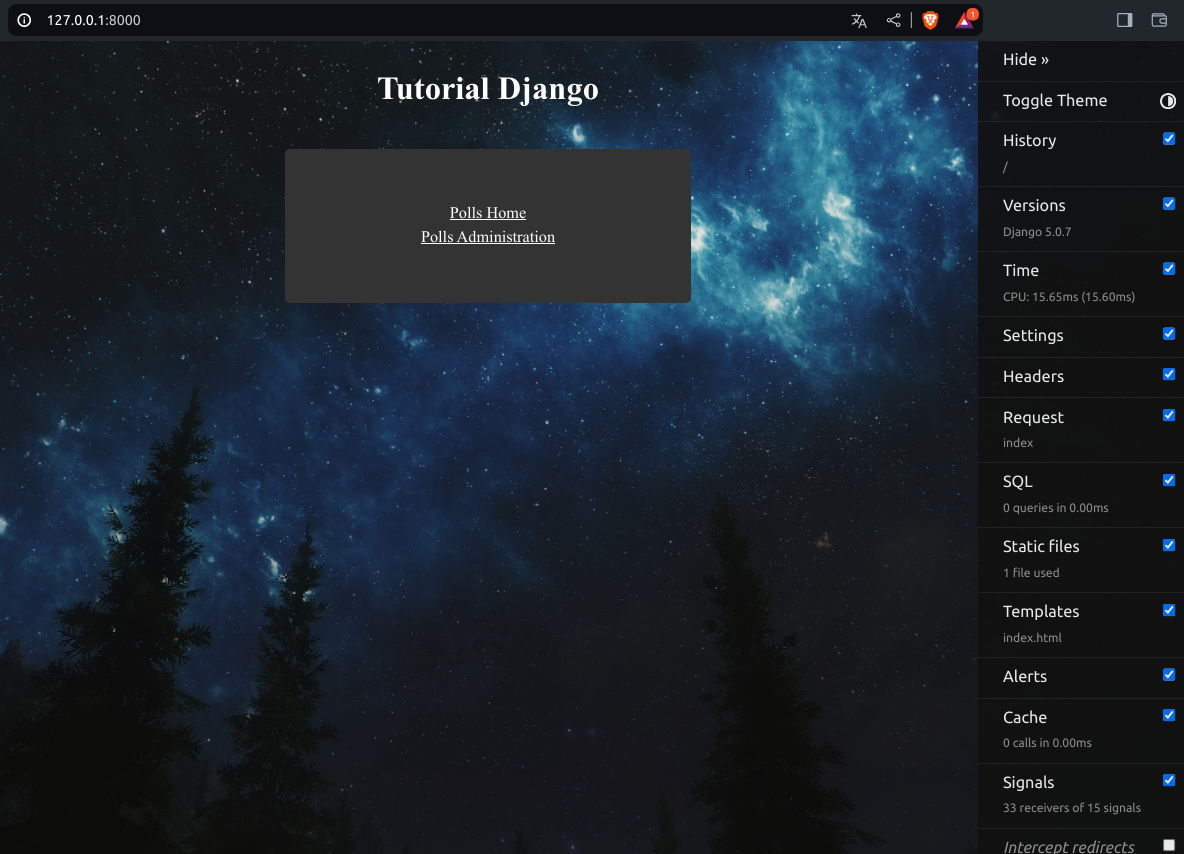 127.0.0.1:8000
1
Tutorial Django
Polls Home
Polls Administration
Hide »
Toggle Theme
History
/
Versions
Django 5.0.7
Time
CPU: 15.65ms (15.60ms)
Settings
Headers
Request
index
SQL
0 queries in 0.00ms
Static files
1 file used
Templates
index.html
Alerts
Cache
0 calls in 0.00ms
Signals
33 receivers of 15 signals
Intercept redirects